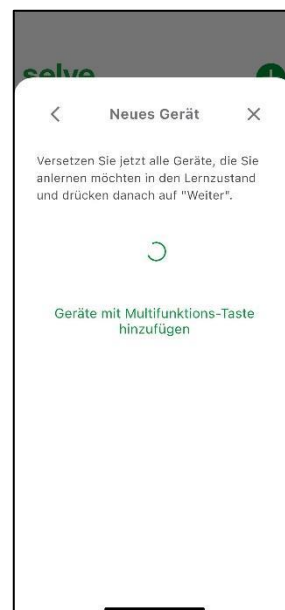 selve
Neues Gerät
Versetzen Sie jetzt alle Geräte, die Sie
anlernen möchten in den Lernzustand
und drücken danach auf "Weiter".
Geräte mit Multifunktions-Taste
hinzufügen